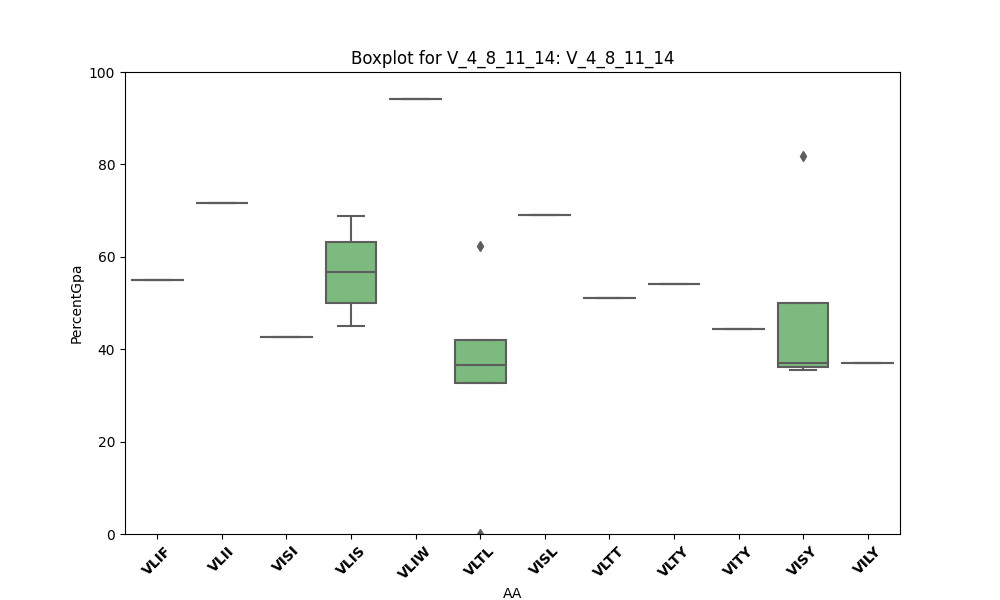 Boxplot for V_4_8_11_14: V_4_8_11_14
100
80
60
40
20
0
PercentGpa
VLIF
VLII
VISI
VLIS
VLIW
VLTL
VISL
VLTT
VLTY
VITY
VISY
VILY
AA